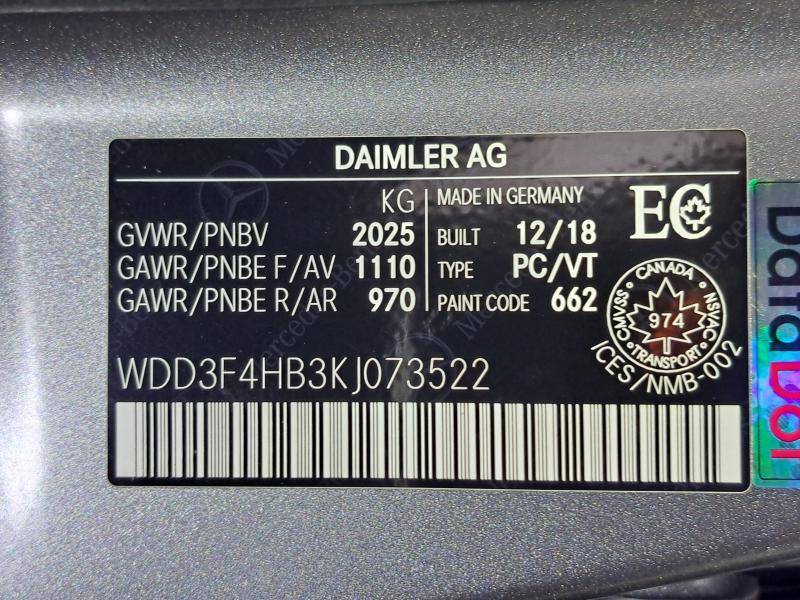 DAIMLER AG
KG
GVWR/PNBV 2025
GAWR/PNBE F/AV 1110
GAWR/PNBE R/AR 970
MADE IN GERMANY
BUILT 12/18
TYPE PC/VT
PAINT CODE 662
EC
CANADA
CMVSS NSVAC
974
TRANSPORT
ICES/NMB-002
WDD3F4HB3KJ073522
DataDot